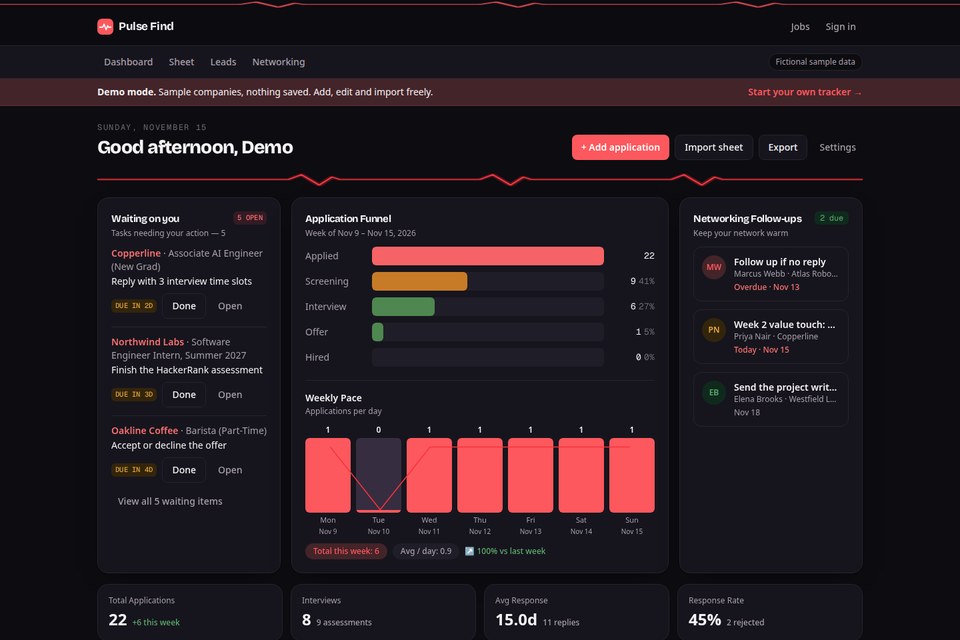 Pulse Find
Jobs
Sign in
Dashboard
Sheet
Leads
Networking
Fictional sample data
Demo mode. Sample companies, nothing saved. Add, edit and import freely.
Start your own tracker →
SUNDAY, NOVEMBER 15
Good afternoon, Demo
+ Add application
Import sheet
Export
Settings
Waiting on you
5 OPEN
Tasks needing your action — 5
Copperline · Associate AI Engineer
(New Grad)
Reply with 3 interview time slots
DUE IN 2D
Done
Open
Northwind Labs · Software
Engineer Intern, Summer 2027
Finish the HackerRank assessment
DUE IN 3D
Done
Open
Oakline Coffee · Barista (Part-Time)
Accept or decline the offer
DUE IN 4D
Done
Open
View all 5 waiting items
Application Funnel
Week of Nov 9 – Nov 15, 2026
Applied 22
Screening 9 41%
Interview 6 27%
Offer 1 5%
Hired 0 0%
Weekly Pace
Applications per day
1 0 1 1 1 1 1
Mon Tue Wed Thu Fri Sat Sun
Nov 9 Nov 10 Nov 11 Nov 12 Nov 13 Nov 14 Nov 15
Total this week: 6
Avg / day: 0.9
↗ 100% vs last week
Networking Follow-ups
2 due
Keep your network warm
MW
Follow up if no reply
Marcus Webb · Atlas Robo…
Overdue · Nov 13
PN
Week 2 value touch: …
Priya Nair · Copperline
Today · Nov 15
EB
Send the project writ…
Elena Brooks · Westfield L…
Nov 18
Total Applications
22 +6 this week
Interviews
8 9 assessments
Avg Response
15.0d 11 replies
Response Rate
45% 2 rejected